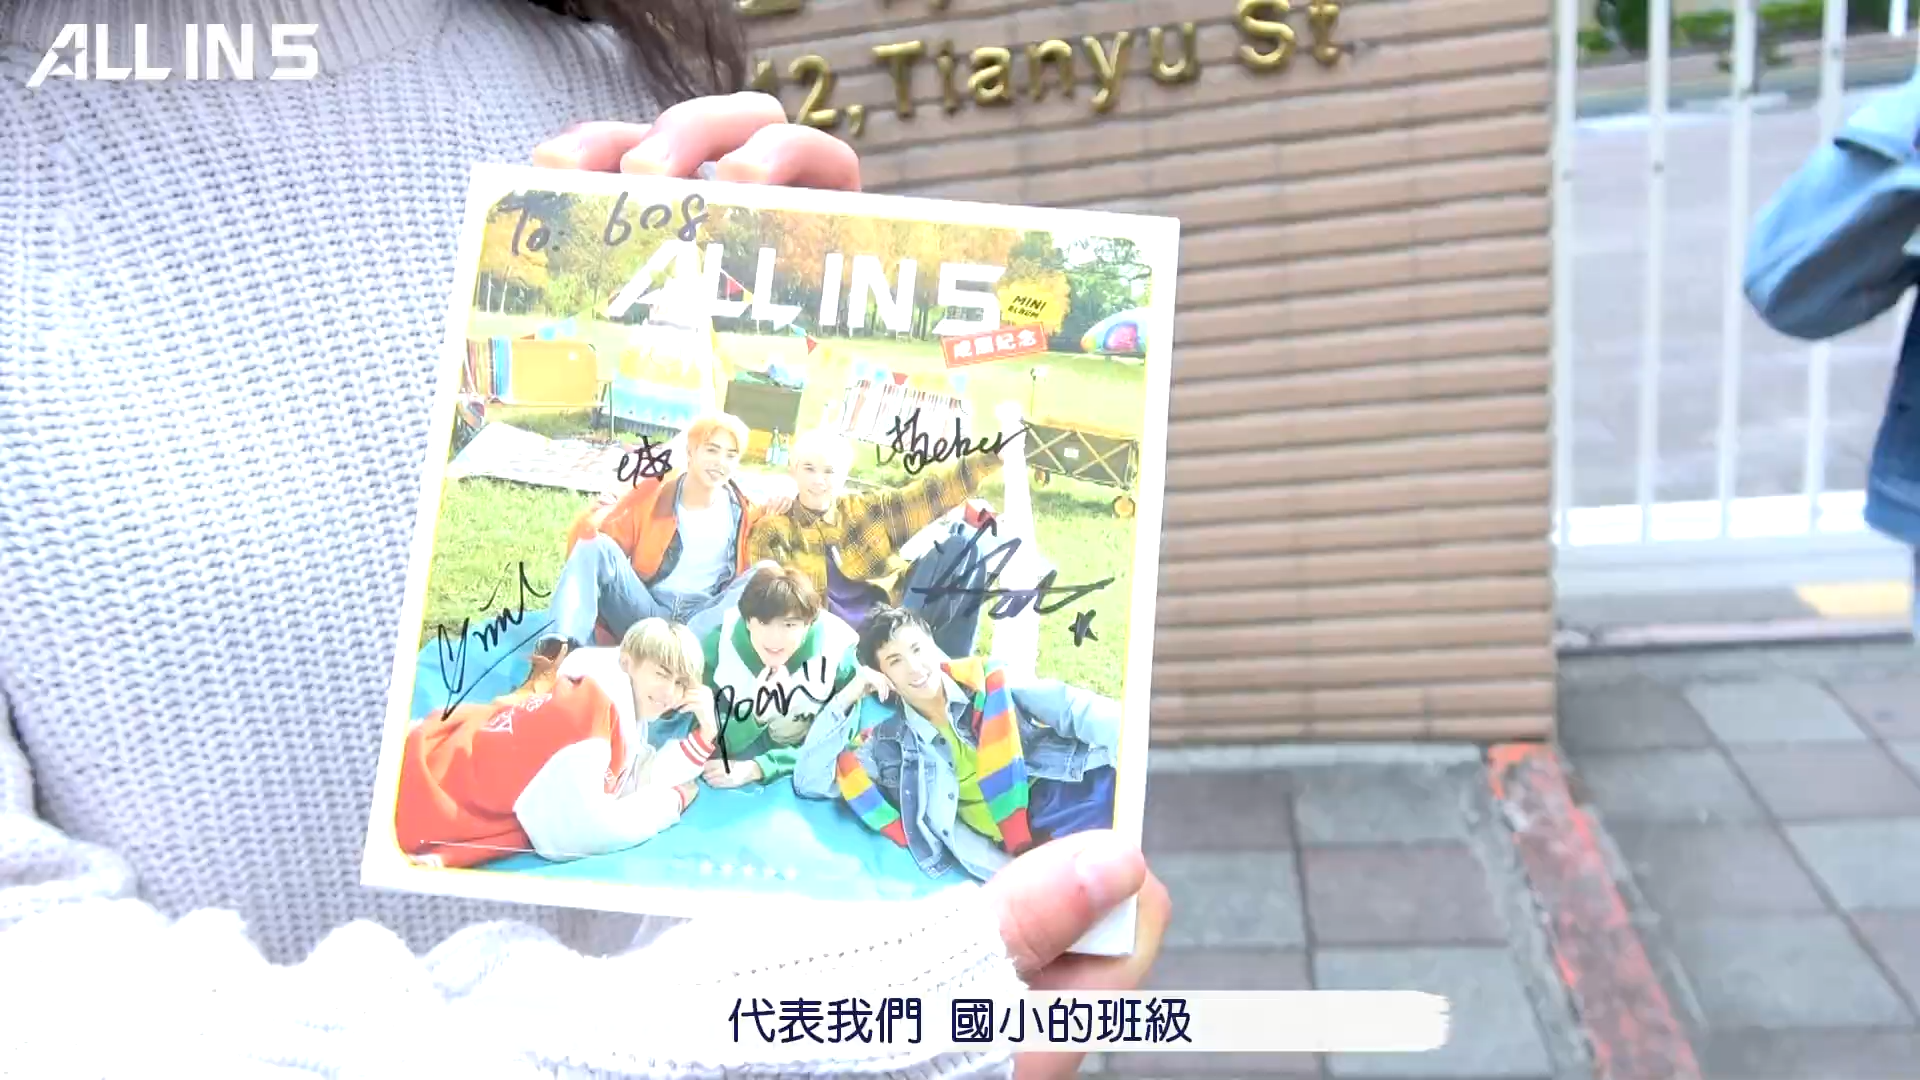 ALL IN 5
12, Tianyu St
To: 608
ALL IN 5
MINI
ALBUM
成團紀念
Yoani
代表我們 國小的班級